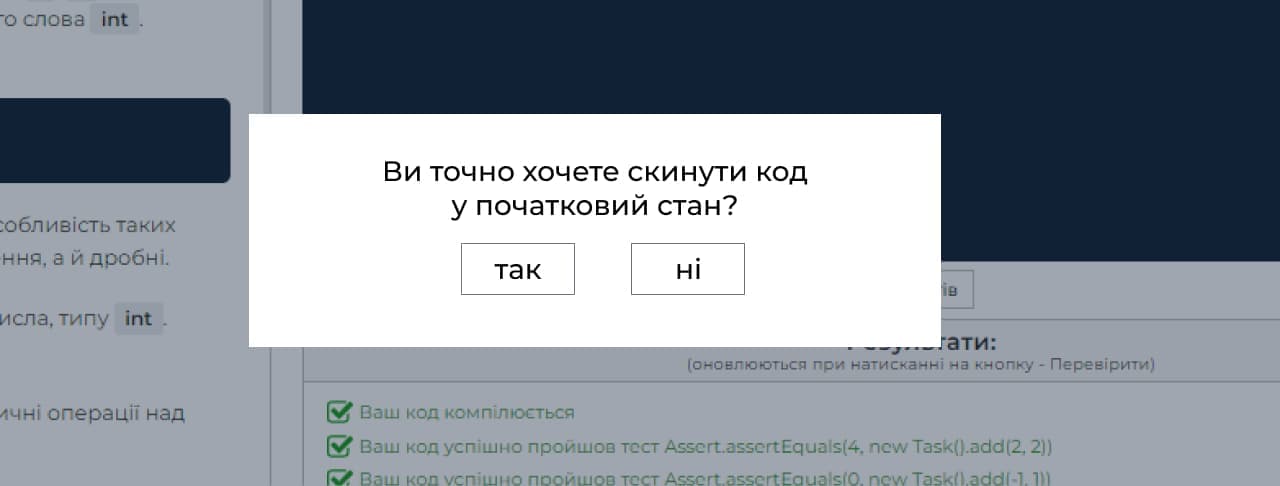 го слова int .
собливість таких
ння, а й дробні.
исла, типу int .
ичні операції над
Ви точно хочете скинути код
у початковий стан?
так ні
ів
Результати:
(оновлюються при натисканні на кнопку - Перевірити)
Ваш код компілюється
Ваш код успішно пройшов тест Assert.assertEquals(4, new Task().add(2, 2))
Ваш код успішно пройшов тест Assert.assertEquals(0, new Task().add(-1, 1))